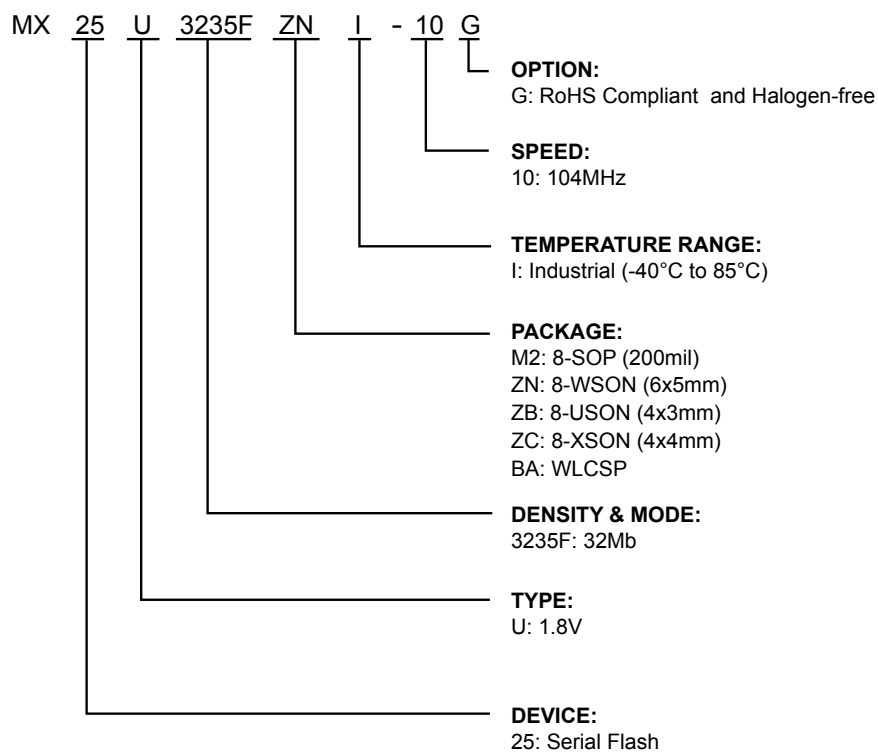 MX 25 U 3235F ZN I - 10 G
OPTION:
G: RoHS Compliant and Halogen-free
SPEED:
10: 104MHz
TEMPERATURE RANGE:
I: Industrial (-40°C to 85°C)
PACKAGE:
M2: 8-SOP (200mil)
ZN: 8-WSON (6x5mm)
ZB: 8-USON (4x3mm)
ZC: 8-XSON (4x4mm)
BA: WLCSP
DENSITY & MODE:
3235F: 32Mb
TYPE:
U: 1.8V
DEVICE:
25: Serial Flash